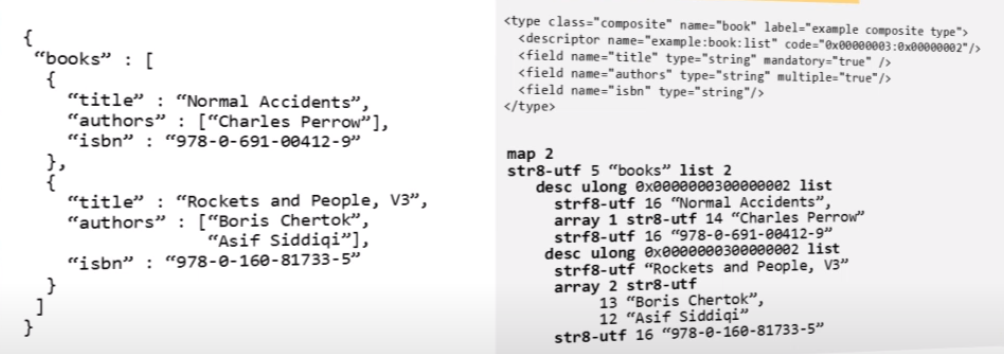 {
“books” : [
{
“title” : “Normal Accidents”,
“authors” : [“Charles Perrow”],
“isbn” : “978-0-691-00412-9”
},
{
“title” : “Rockets and People, V3”,
“authors” : [“Boris Chertok”,
“Asif Siddiqi”],
“isbn” : “978-0-160-81733-5”
}
]
}
<type class="composite" name="book" label="example composite type">
<descriptor name="example:book:list" code="0x00000003:0x00000002"/>
<field name="title" type="string" mandatory="true" />
<field name="authors" type="string" multiple="true"/>
<field name="isbn" type="string"/>
</type>
map 2
str8-utf 5 “books” list 2
desc ulong 0x0000000300000002 list
strf8-utf 16 “Normal Accidents”,
array 1 str8-utf 14 “Charles Perrow”
strf8-utf 16 “978-0-691-00412-9”
desc ulong 0x0000000300000002 list
strf8-utf “Rockets and People, V3”
array 2 str8-utf
13 “Boris Chertok”,
12 “Asif Siddiqi”
str8-utf 16 “978-0-160-81733-5”